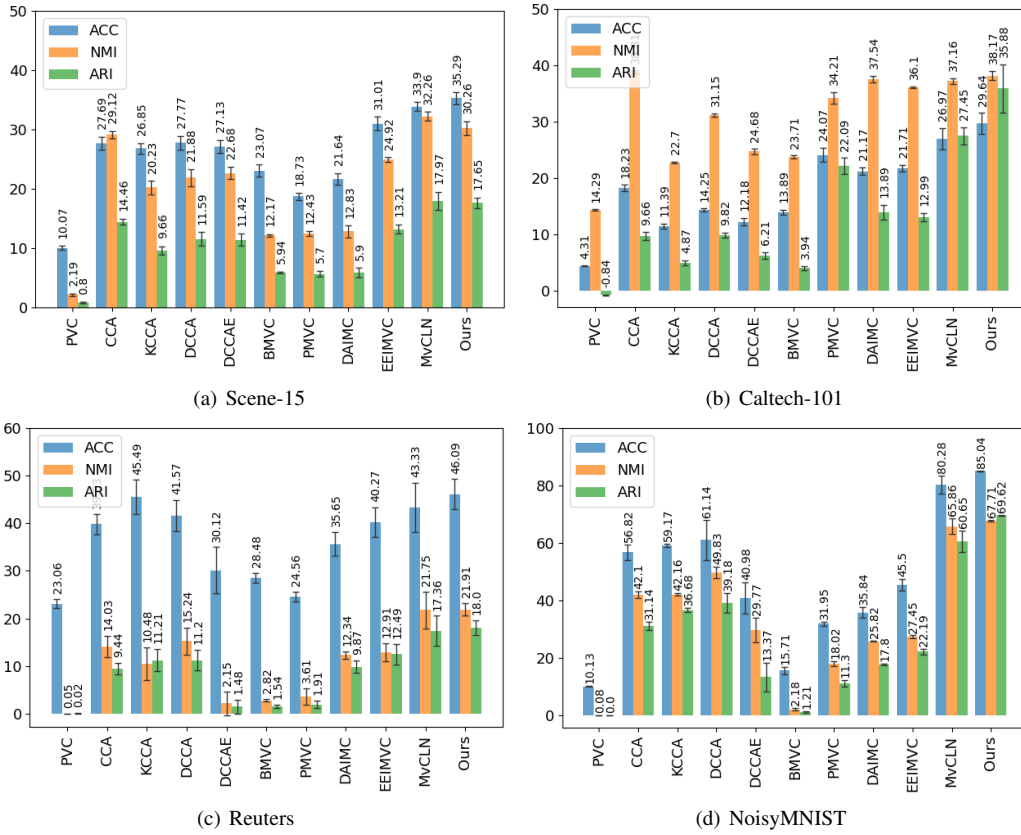 50
40
30
20
10
0
ACC
NMI
ARI
10.07
2.19
0.8
27.69
29.12
14.46
26.85
20.23
9.66
27.77
21.88
11.59
27.13
22.68
11.42
23.07
12.17
5.94
18.73
12.43
5.7
21.64
12.83
5.9
31.01
24.92
13.21
33.9
32.26
17.97
35.29
30.26
17.65
PVC
CCA
KCCA
DCCA
DCCAE
BMVC
PMVC
DAIMC
EEIMVC
MvCLN
Ours
(a) Scene-15
50
40
30
20
10
0
ACC
NMI
ARI
4.31
14.29
-0.84
18.23
9.66
11.39
22.7
4.87
14.25
31.15
9.82
12.18
24.68
6.21
13.89
23.71
3.94
24.07
34.21
22.09
21.17
37.54
13.89
21.71
36.1
12.99
26.97
37.16
27.45
29.64
38.17
35.88
PVC
CCA
KCCA
DCCA
DCCAE
BMVC
PMVC
DAIMC
EEIMVC
MvCLN
Ours
(b) Caltech-101
60
50
40
30
20
10
0
ACC
NMI
ARI
23.06
0.05
0.02
14.03
9.44
45.49
10.48
11.21
41.57
15.24
11.2
30.12
2.15
1.48
28.48
2.82
1.54
24.56
3.61
1.91
35.65
12.34
9.87
40.27
12.91
12.49
43.33
21.75
17.36
46.09
21.91
18.0
PVC
CCA
KCCA
DCCA
DCCAE
BMVC
PMVC
DAIMC
EEIMVC
MvCLN
Ours
(c) Reuters
100
80
60
40
20
0
ACC
NMI
ARI
10.13
0.08
0.0
56.82
42.1
31.14
59.17
42.16
36.68
61.14
49.83
39.18
40.98
29.77
13.37
15.71
2.18
1.21
31.95
18.02
11.3
35.84
25.82
17.8
45.5
27.45
22.19
80.28
65.86
60.65
85.04
67.71
69.62
PVC
CCA
KCCA
DCCA
DCCAE
BMVC
PMVC
DAIMC
EEIMVC
MvCLN
Ours
(d) NoisyMNIST